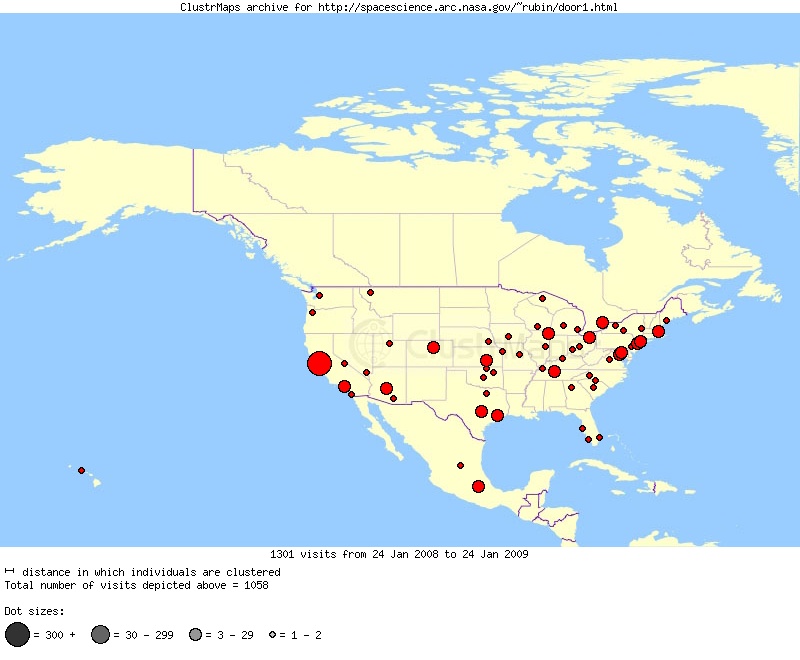 ClustrMaps archive for http://spacescience.arc.nasa.gov/~rubin/door1.html
ClustrMaps
1301 visits from 24 Jan 2008 to 24 Jan 2009
distance in which individuals are clustered
Total number of visits depicted above = 1058
Dot sizes:
= 300 + = 30 - 299 = 3 - 29 = 1 - 2